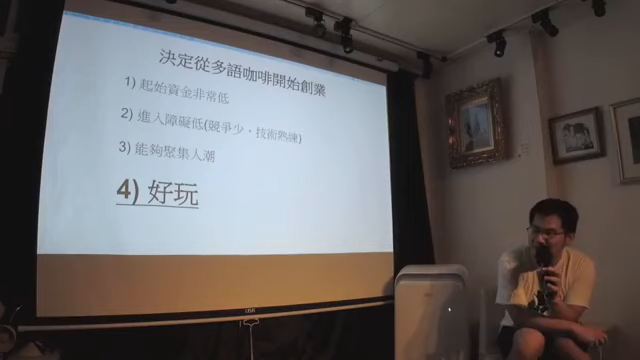 決定從多語咖啡開始創業
1) 起始資金非常低
2) 進入障礙低(競爭少、技術熟練)
3) 能夠聚集人潮
4) 好玩